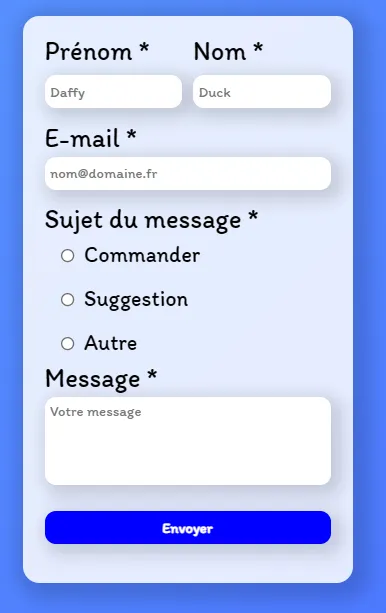 Prénom * Nom *
Daffy Duck
E-mail *
nom@domaine.fr
Sujet du message *
Commander
Suggestion
Autre
Message *
Votre message
Envoyer